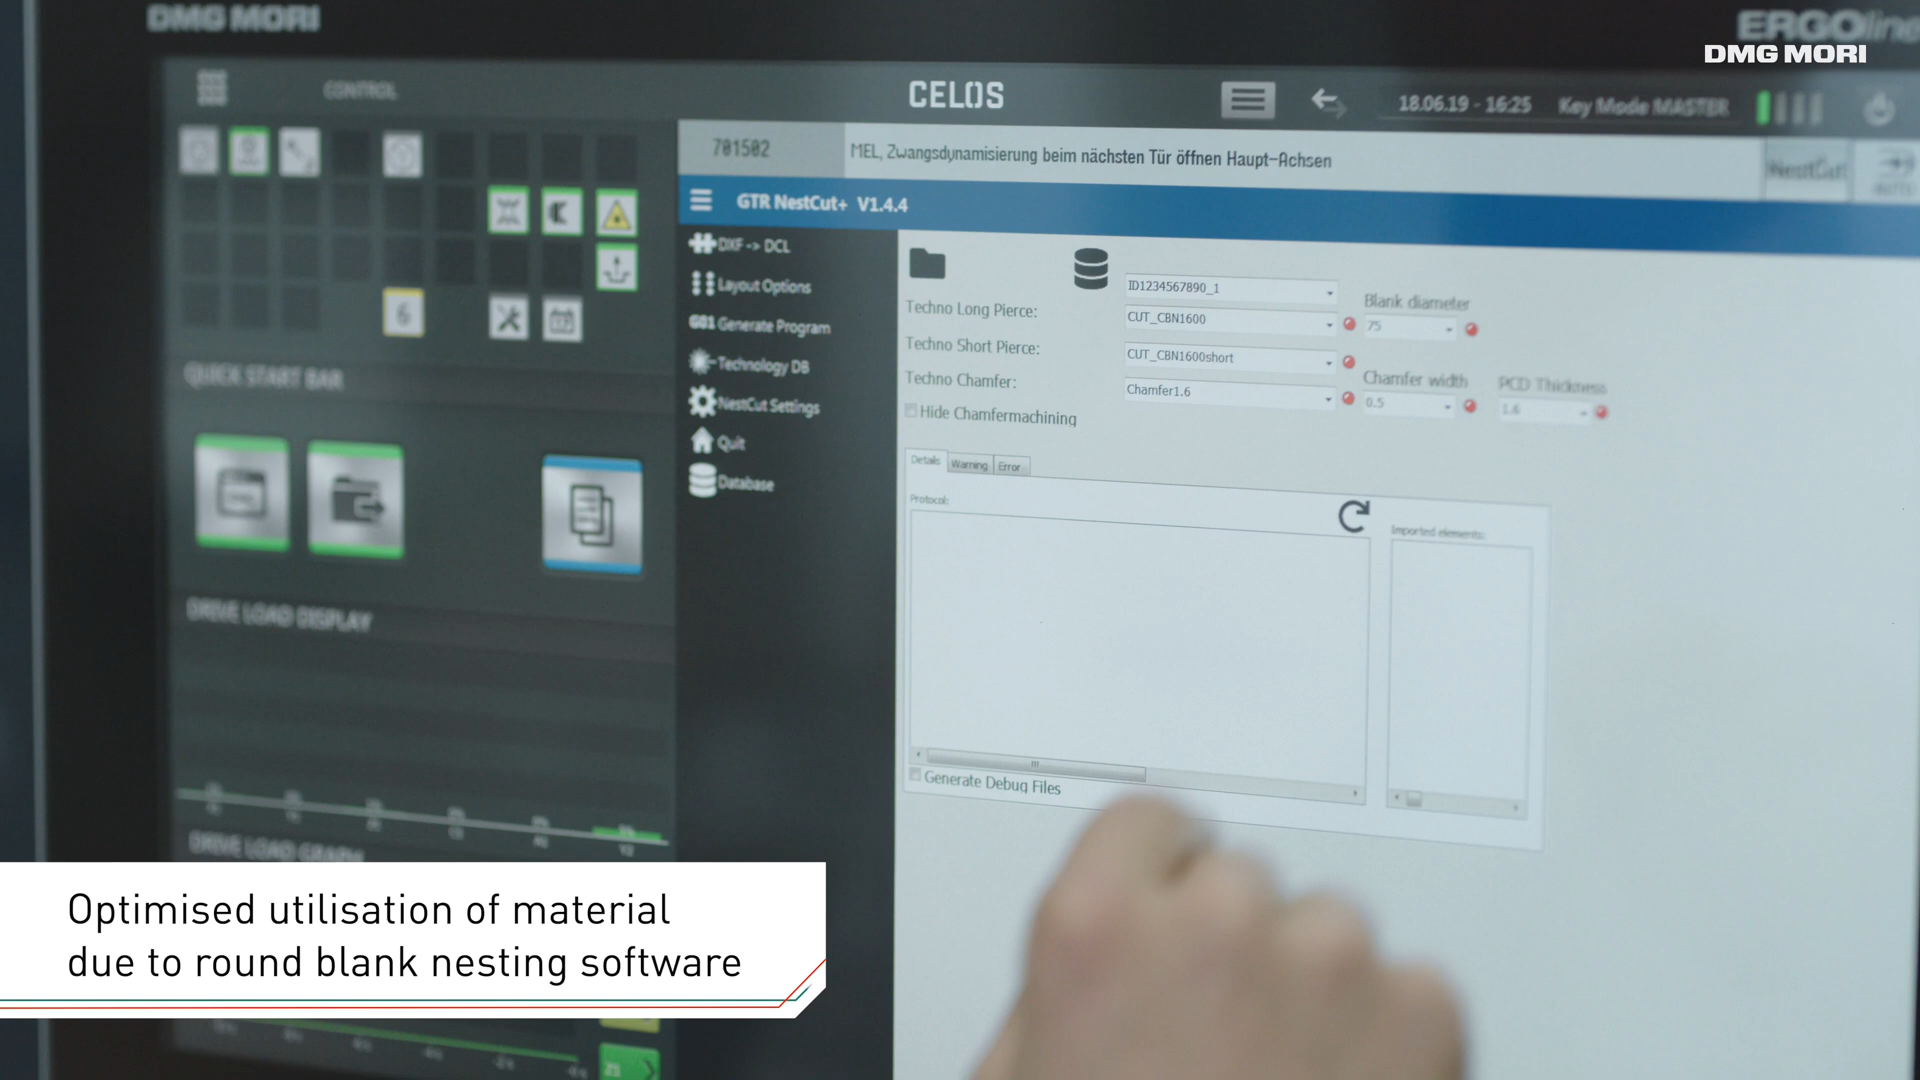 DMG MORI
ERGOline
DMG MORI
CONTROL
CELOS
18.06.19 - 16:25
Key Mode MASTER
701502
MEL, Zwangsdynamisierung beim nächsten Tür öffnen Haupt-Achsen
NestCut
AUTO
GTR NestCut+ V1.4.4
DXF -> DCL
Layout Options
G01 Generate Program
Technology DB
NestCut Settings
Quit
Database
ID1234567890_1
Techno Long Pierce:
CUT_CBN1600
Blank diameter
75
Techno Short Pierce:
CUT_CBN1600short
Techno Chamfer:
Chamfer1.6
Chamfer width
0.5
PCD Thickness
1.6
Hide Chamfermachining
Details
Warning
Error
Protocol:
Imported elements:
Generate Debug Files
6
QUICK START BAR
DRIVE LOAD DISPLAY
DRIVE LOAD GRAPH
Z1
Optimised utilisation of material
due to round blank nesting software